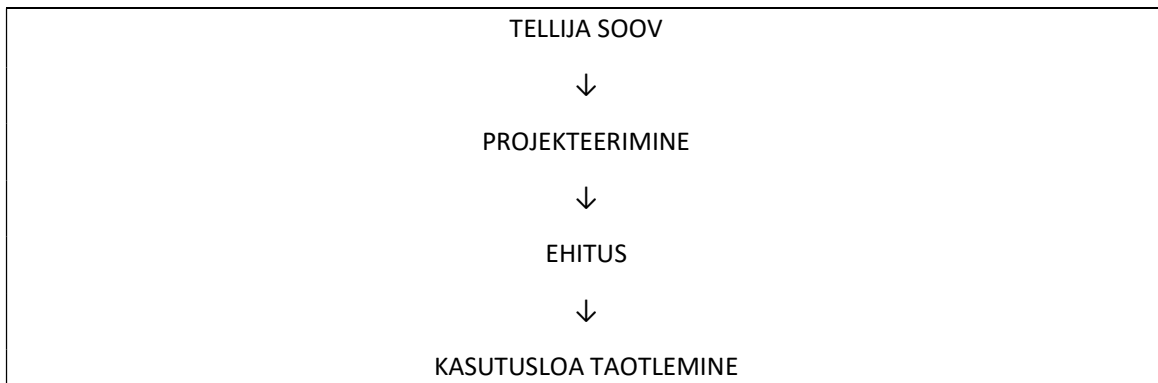 TELLIJA SOOV
↓
PROJEKTEERIMINE
↓
EHITUS
↓
KASUTUSLOA TAOTLEMINE